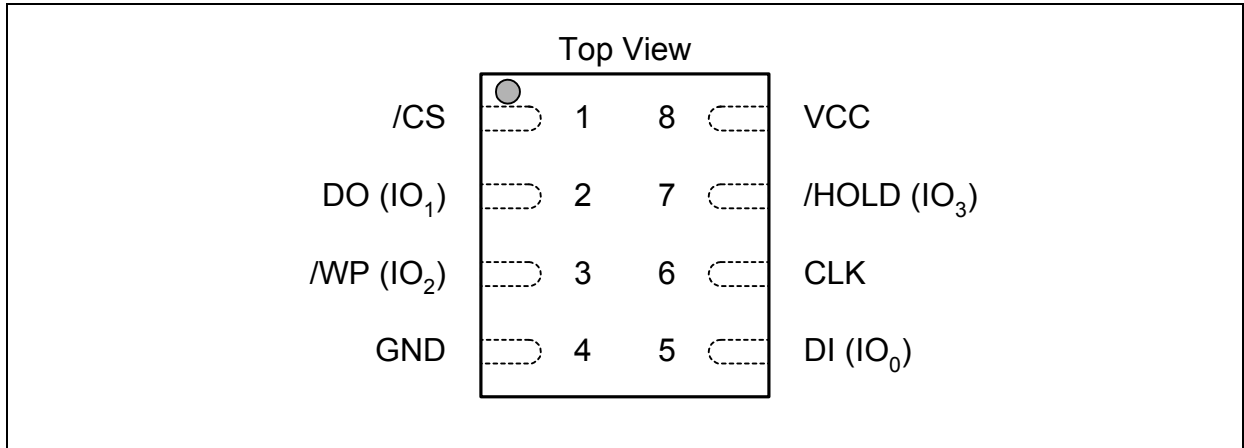 Top View
/CS 1 8 VCC
DO (IO₁) 2 7 /HOLD (IO₃)
/WP (IO₂) 3 6 CLK
GND 4 5 DI (IO₀)